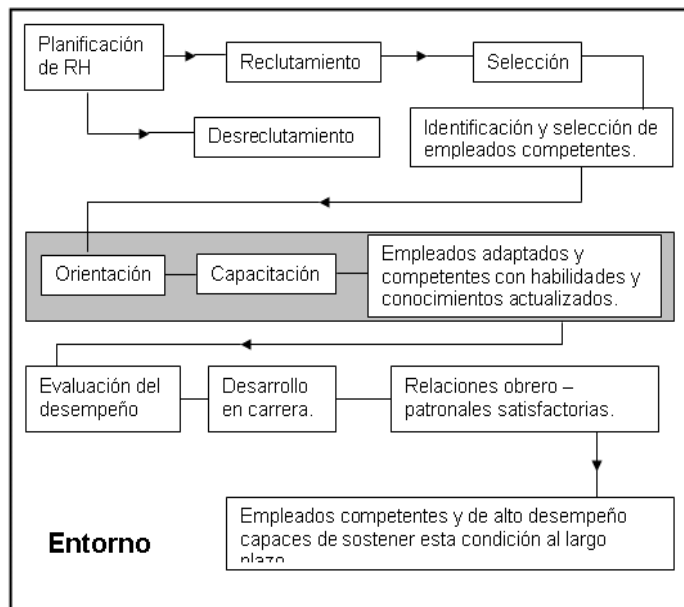 Planificación
de RH
Reclutamiento
Selección
Desreclutamiento
Identificación y selección de
empleados competentes.
Orientación
Capacitación
Empleados adaptados y
competentes con habilidades y
conocimientos actualizados.
Evaluación del
desempeño
Desarrollo
en carrera.
Relaciones obrero –
patronales satisfactorias.
Entorno
Empleados competentes y de alto desempeño
capaces de sostener esta condición al largo
plazo